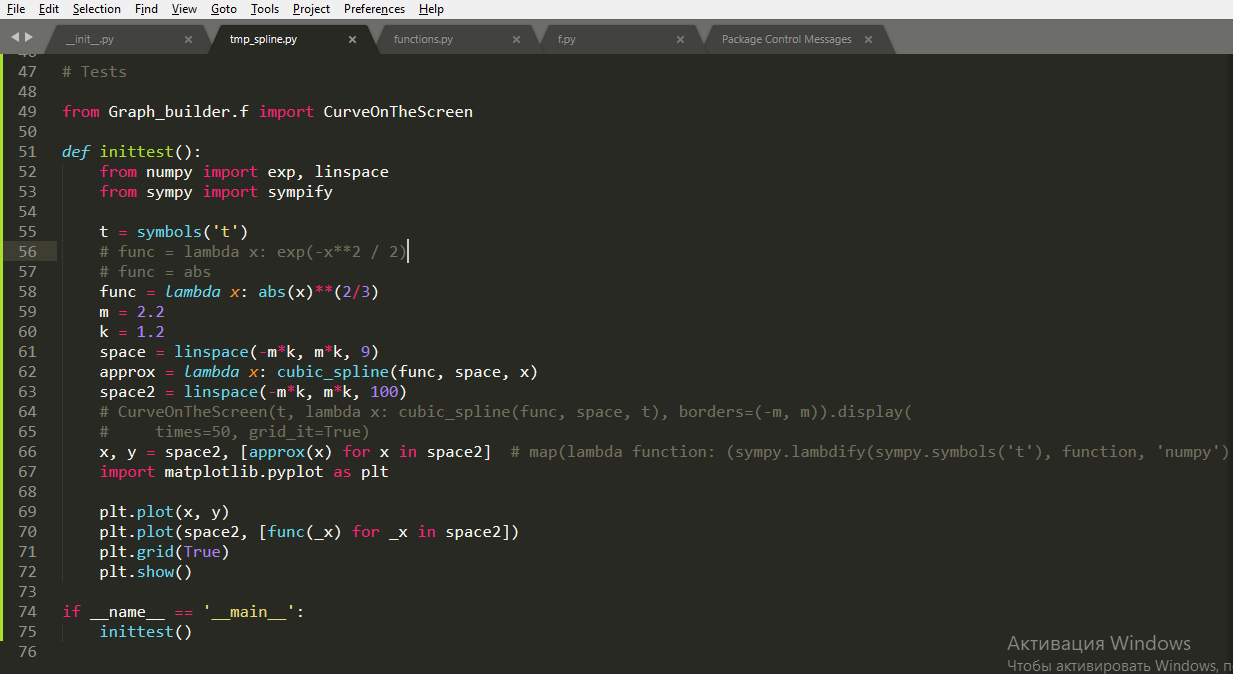 File Edit Selection Find View Goto Tools Project Preferences Help
__init__.py × tmp_spline.py × functions.py × f.py × Package Control Messages ×
46
47 # Tests
48
49 from Graph_builder.f import CurveOnTheScreen
50
51 def inittest():
52     from numpy import exp, linspace
53     from sympy import sympify
54
55     t = symbols('t')
56     # func = lambda x: exp(-x**2 / 2)
57     # func = abs
58     func = lambda x: abs(x)**(2/3)
59     m = 2.2
60     k = 1.2
61     space = linspace(-m*k, m*k, 9)
62     approx = lambda x: cubic_spline(func, space, x)
63     space2 = linspace(-m*k, m*k, 100)
64     # CurveOnTheScreen(t, lambda x: cubic_spline(func, space, t), borders=(-m, m)).display(
65     #     times=50, grid_it=True)
66     x, y = space2, [approx(x) for x in space2]  # map(lambda function: (sympy.lambdify(sympy.symbols('t'), function, 'numpy')
67     import matplotlib.pyplot as plt
68
69     plt.plot(x, y)
70     plt.plot(space2, [func(_x) for _x in space2])
71     plt.grid(True)
72     plt.show()
73
74 if __name__ == '__main__':
75     inittest()
76
Активация Windows
Чтобы активировать Windows, п